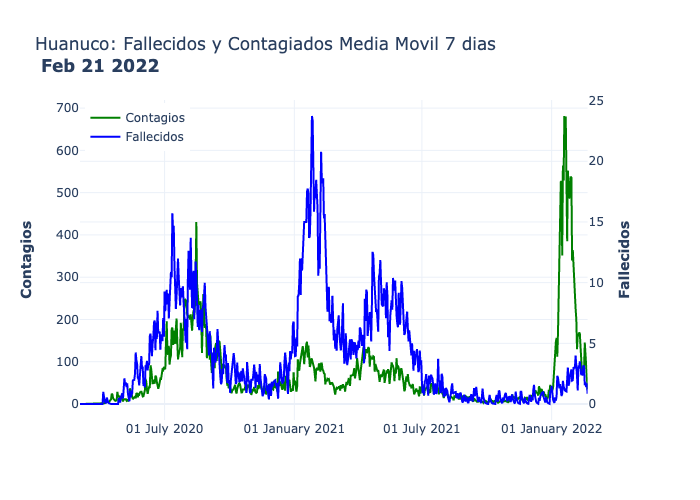 Huanuco: Fallecidos y Contagiados Media Movil 7 dias
Feb 21 2022
Contagios
Fallecidos
700
600
500
400
300
200
100
0
Contagios
25
20
15
10
5
0
Fallecidos
01 July 2020
01 January 2021
01 July 2021
01 January 2022